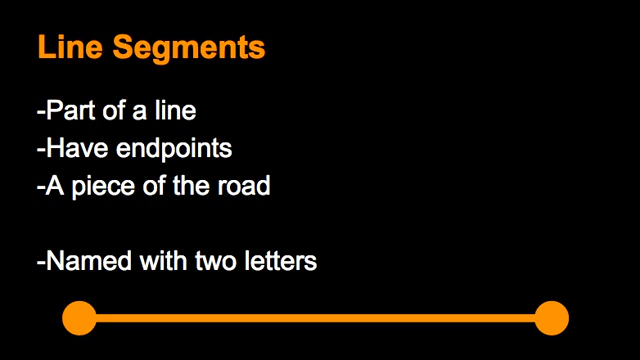 Line Segments
-Part of a line
-Have endpoints
-A piece of the road
-Named with two letters